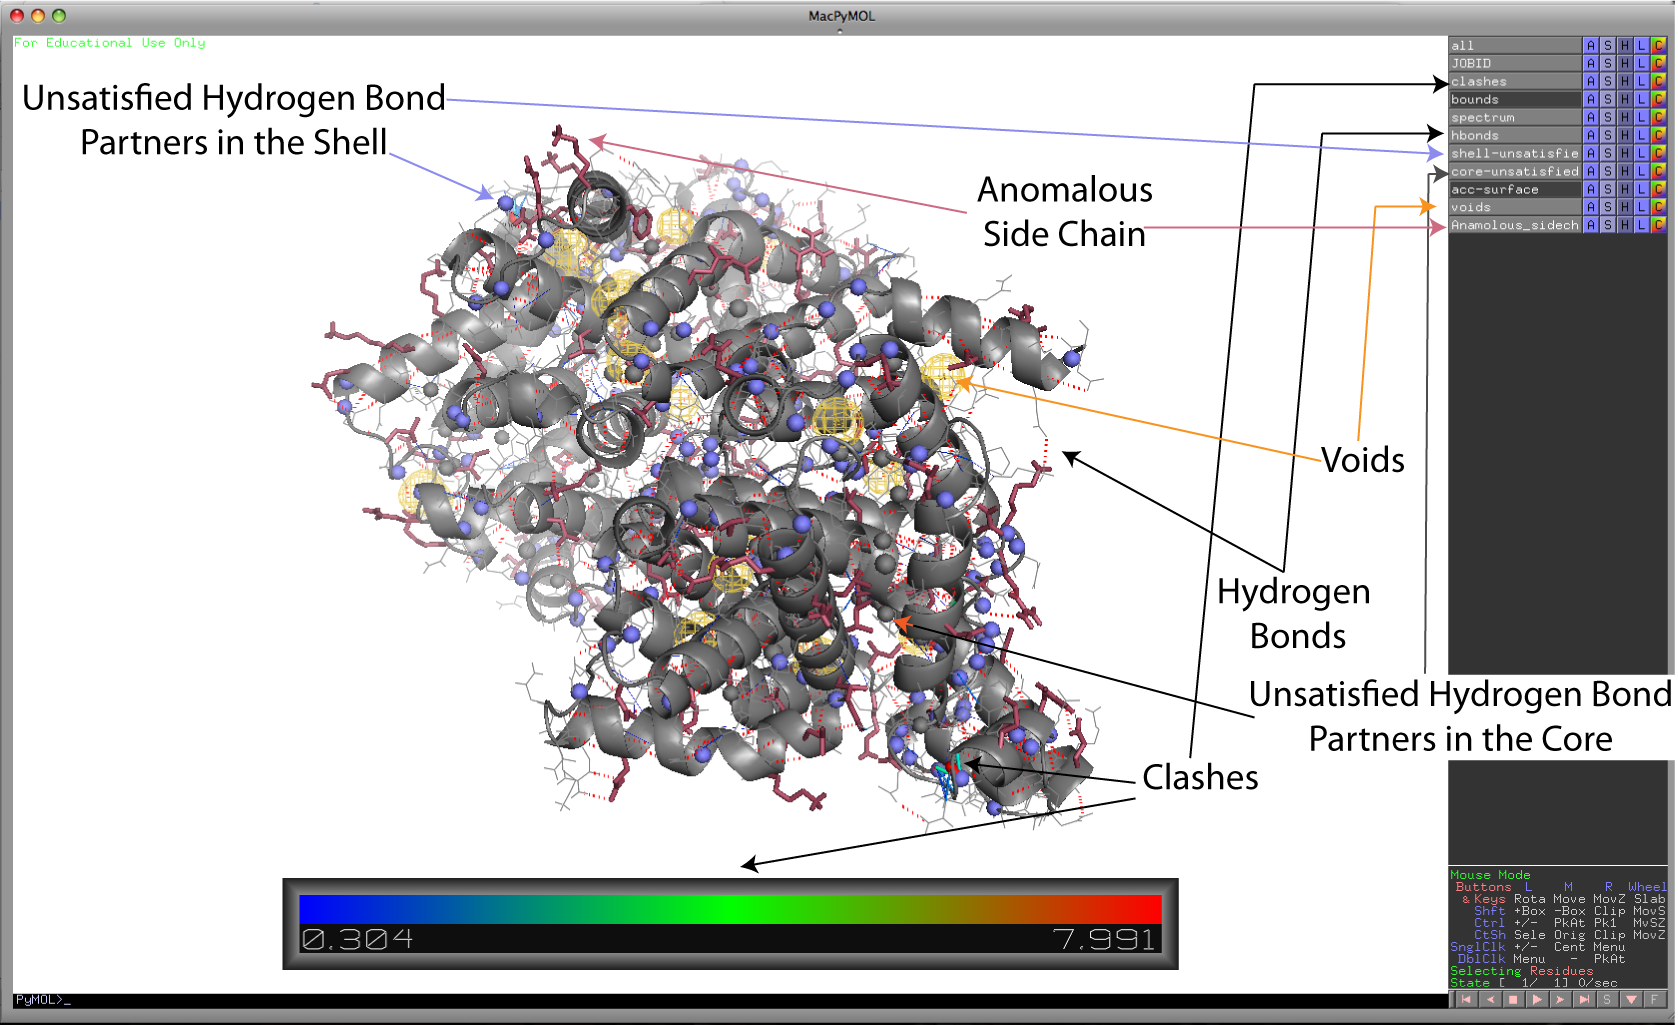 MacPyMOL
For Educational Use Only
Unsatisfied Hydrogen Bond
Partners in the Shell
Anomalous
Side Chain
Voids
Hydrogen
Bonds
Unsatisfied Hydrogen Bond
Partners in the Core
Clashes
0.304 7.991
all A S H L C
JOBID A S H L C
clashes A S H L C
bounds A S H L C
spectrum A S H L C
hbonds A S H L C
shell-unsatisfie A S H L C
core-unsatisfied A S H L C
acc-surface A S H L C
voids A S H L C
Anamolous_sidech A S H L C
Mouse Mode
Buttons L M R Wheel
& Keys Rota Move MovZ Slab
Shft +Box -Box Clip MovS
Ctrl +/- PkAt Pk1 MvSZ
CtSh Sele Orig Clip MovZ
SnglClk +/- Cent Menu
DblClk Menu - PkAt
Selecting Residues
State [ 1/ 1] 0/sec
S F
PyMOL>_